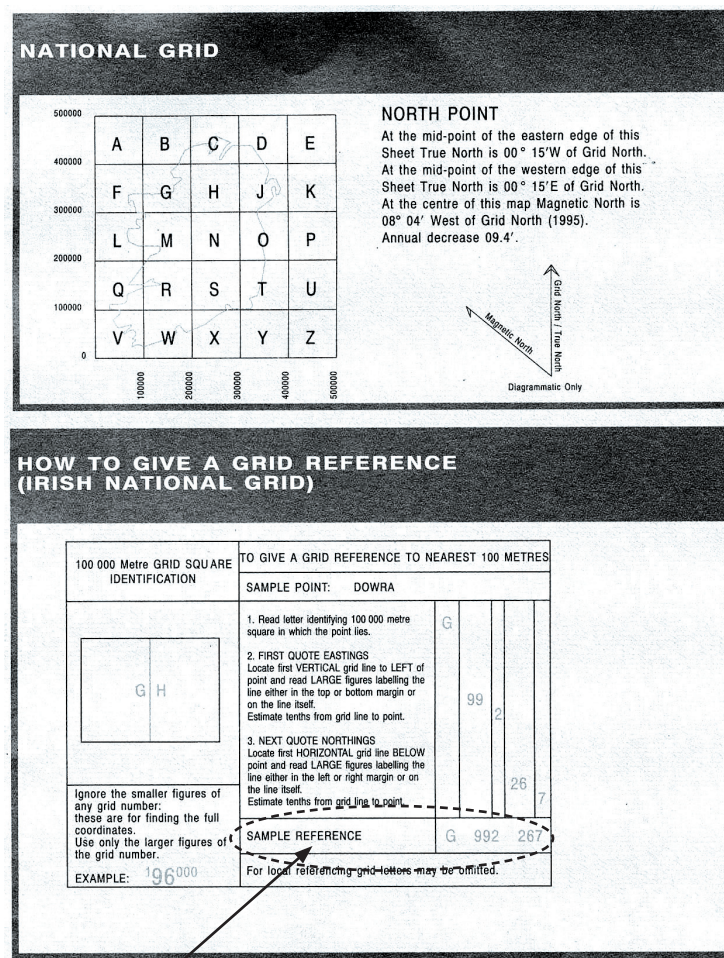 NATIONAL GRID
500000
400000
300000
200000
100000
0
A B C D E
F G H J K
L M N O P
Q R S T U
V W X Y Z
100000
200000
300000
400000
500000
NORTH POINT
At the mid-point of the eastern edge of this
Sheet True North is 00° 15′W of Grid North.
At the mid-point of the western edge of this
Sheet True North is 00° 15′E of Grid North.
At the centre of this map Magnetic North is
08° 04′ West of Grid North (1995).
Annual decrease 09.4′.
Magnetic North
Grid North / True North
Diagrammatic Only
HOW TO GIVE A GRID REFERENCE
(IRISH NATIONAL GRID)
100 000 Metre GRID SQUARE
IDENTIFICATION
G H
Ignore the smaller figures of
any grid number:
these are for finding the full
coordinates.
Use only the larger figures of
the grid number.
EXAMPLE: 196000
TO GIVE A GRID REFERENCE TO NEAREST 100 METRES
SAMPLE POINT: DOWRA
1. Read letter identifying 100 000 metre
square in which the point lies.
G
2. FIRST QUOTE EASTINGS
Locate first VERTICAL grid line to LEFT of
point and read LARGE figures labelling the
line either in the top or bottom margin or
on the line itself.
Estimate tenths from grid line to point.
99
2
3. NEXT QUOTE NORTHINGS
Locate first HORIZONTAL grid line BELOW
point and read LARGE figures labelling the
line either in the left or right margin or on
the line itself.
Estimate tenths from grid line to point.
26
7
SAMPLE REFERENCE G 992 267
For local referencing grid letters may be omitted.